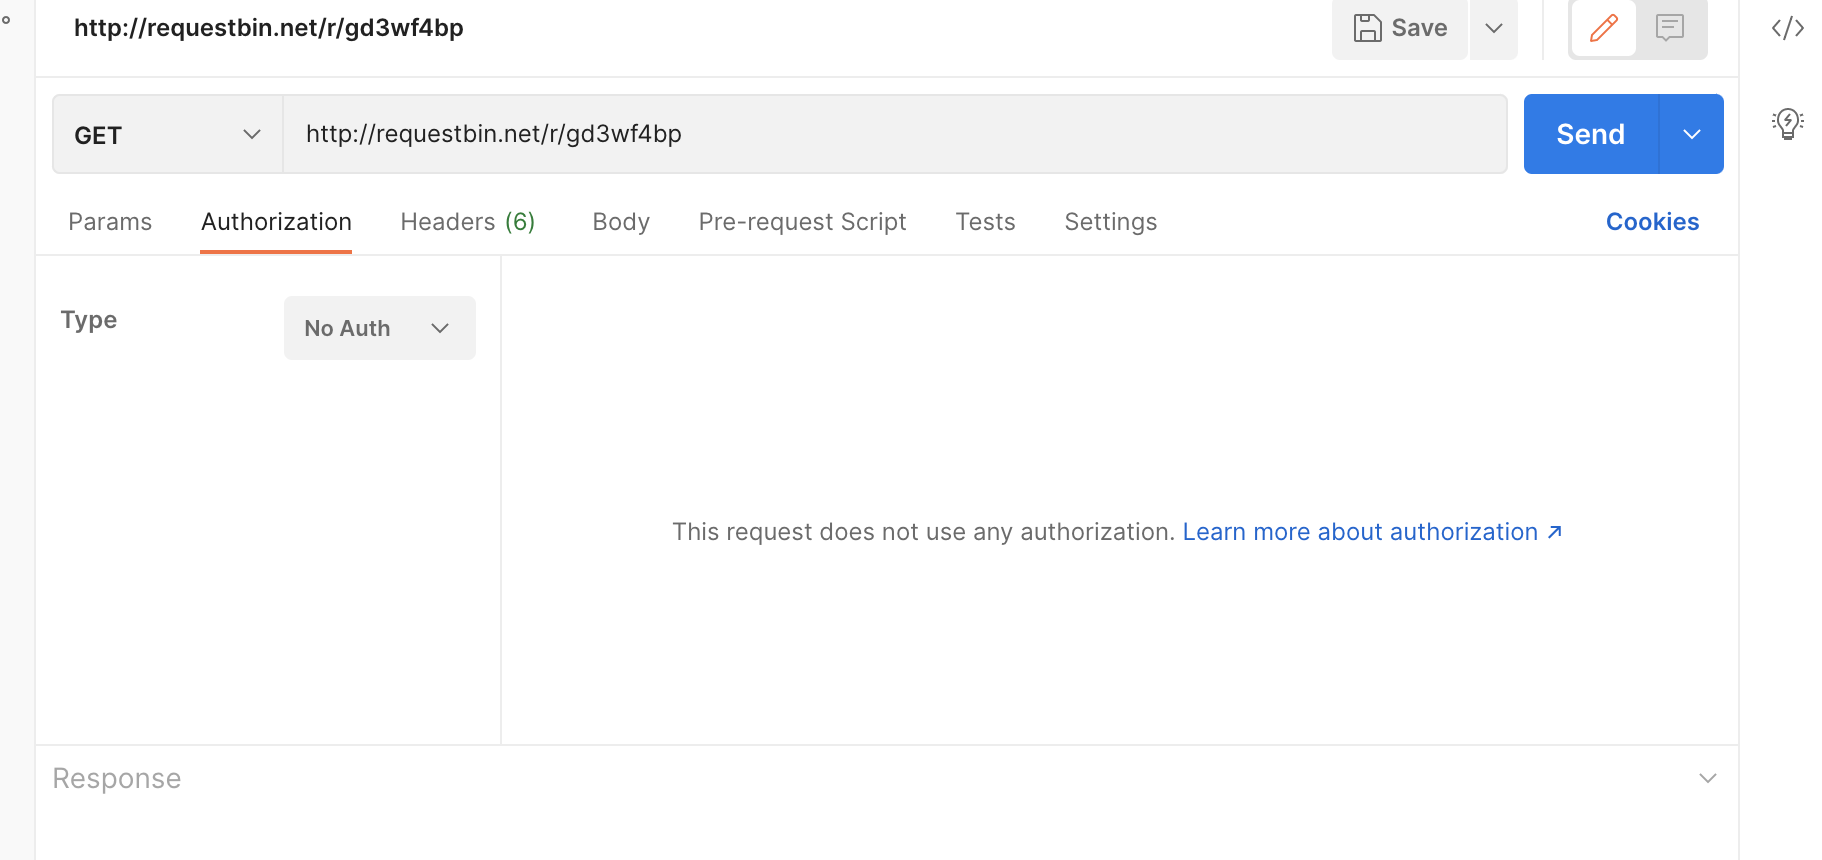 http://requestbin.net/r/gd3wf4bp
Save
GET
http://requestbin.net/r/gd3wf4bp
Send
Params Authorization Headers (6) Body Pre-request Script Tests Settings Cookies
Type No Auth
This request does not use any authorization. Learn more about authorization ↗
Response